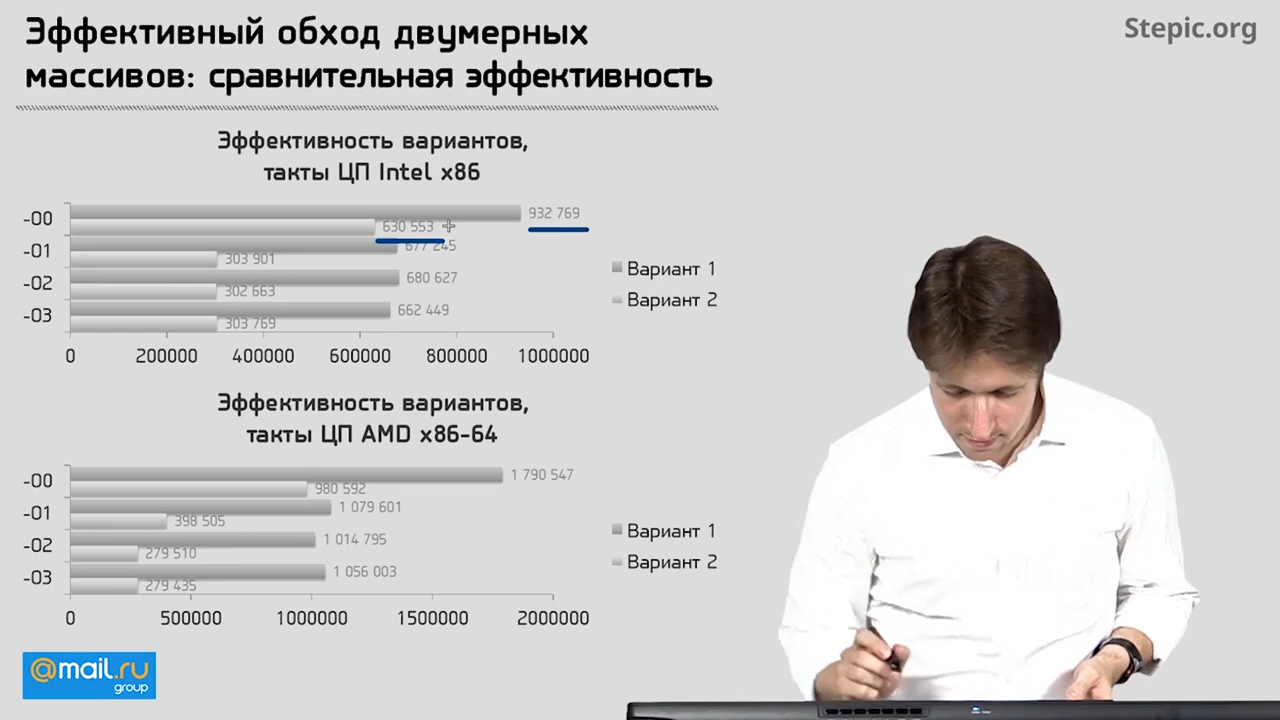 Эффективный обход двумерных
массивов: сравнительная эффективность
Stepic.org
Эффективность вариантов,
такты ЦП Intel x86
-O0
932 769
630 553
-O1
677 245
303 901
-O2
680 627
302 663
-O3
662 449
303 769
0 200000 400000 600000 800000 1000000
Вариант 1
Вариант 2
Эффективность вариантов,
такты ЦП AMD x86-64
-O0
1 790 547
980 592
-O1
1 079 601
398 505
-O2
1 014 795
279 510
-O3
1 056 003
279 435
0 500000 1000000 1500000 2000000
Вариант 1
Вариант 2
@mail.ru
group